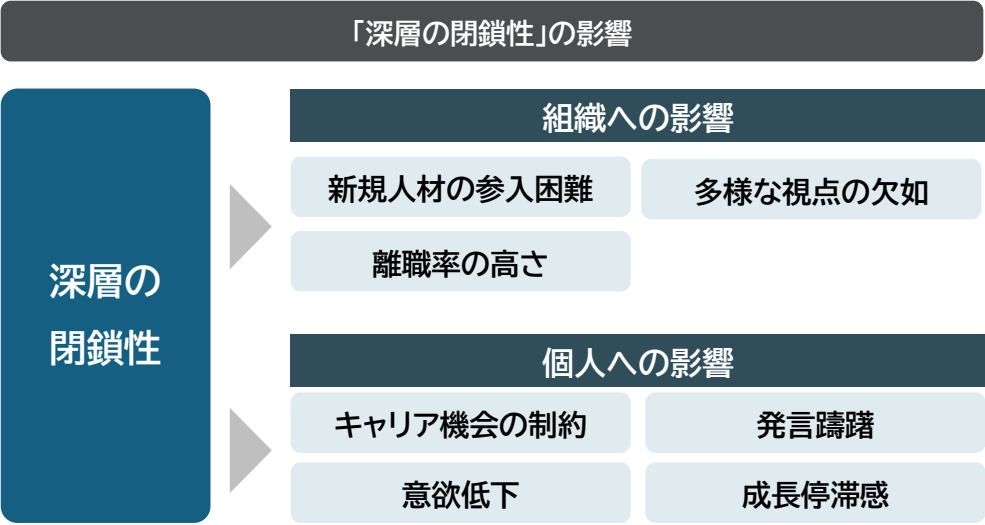 「深層の閉鎖性」の影響
深層の
閉鎖性
組織への影響
新規人材の参入困難
多様な視点の欠如
離職率の高さ
個人への影響
キャリア機会の制約
発言躊躇
意欲低下
成長停滞感